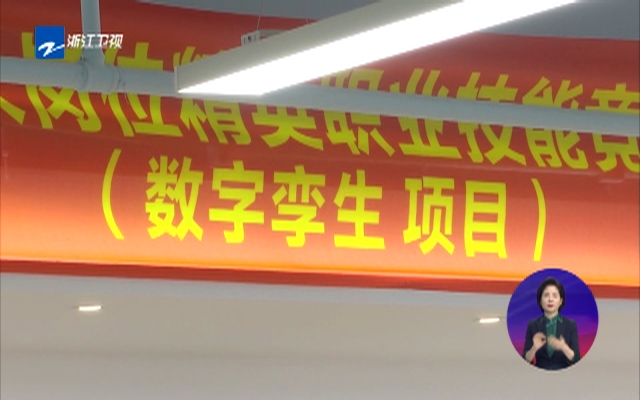 浙江卫视
岗位精英职业技能竞
（数字孪生 项目）